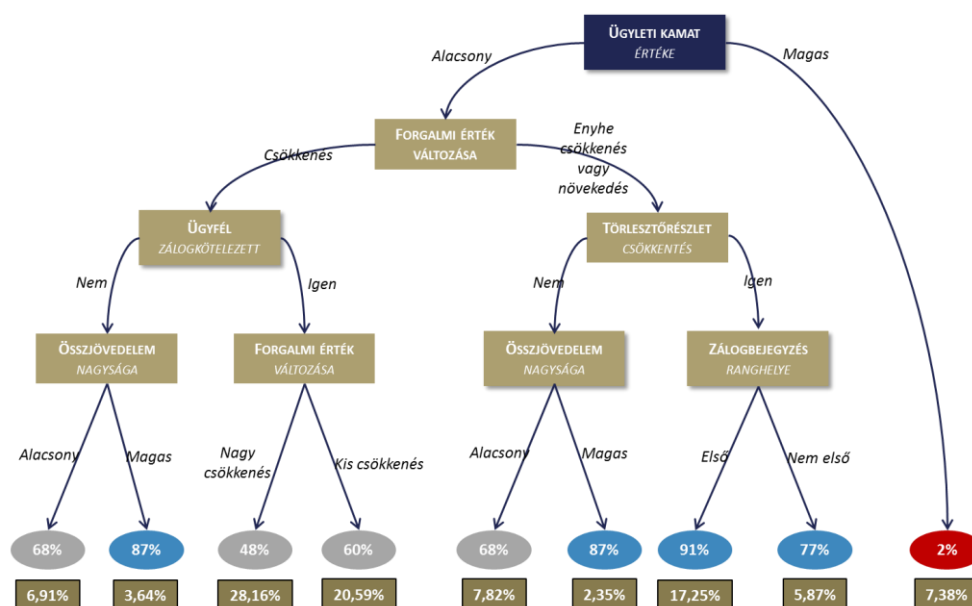 ÜGYLETI KAMAT
ÉRTÉKE
Alacsony
Magas
FORGALMI ÉRTÉK
VÁLTOZÁSA
Csökkenés
Enyhe
csökkenés
vagy
növekedés
ÜGYFÉL
ZÁLOGKÖTELEZETT
TÖRLESZTŐRÉSZLET
CSÖKKENTÉS
Nem
Igen
Nem
Igen
ÖSSZJÖVEDELEM
NAGYSÁGA
FORGALMI ÉRTÉK
VÁLTOZÁSA
ÖSSZJÖVEDELEM
NAGYSÁGA
ZÁLOGBEJEGYZÉS
RANGHELYE
Alacsony
Magas
Nagy
csökkenés
Kis csökkenés
Alacsony
Magas
Első
Nem első
68%
87%
48%
60%
68%
87%
91%
77%
2%
6,91%
3,64%
28,16%
20,59%
7,82%
2,35%
17,25%
5,87%
7,38%